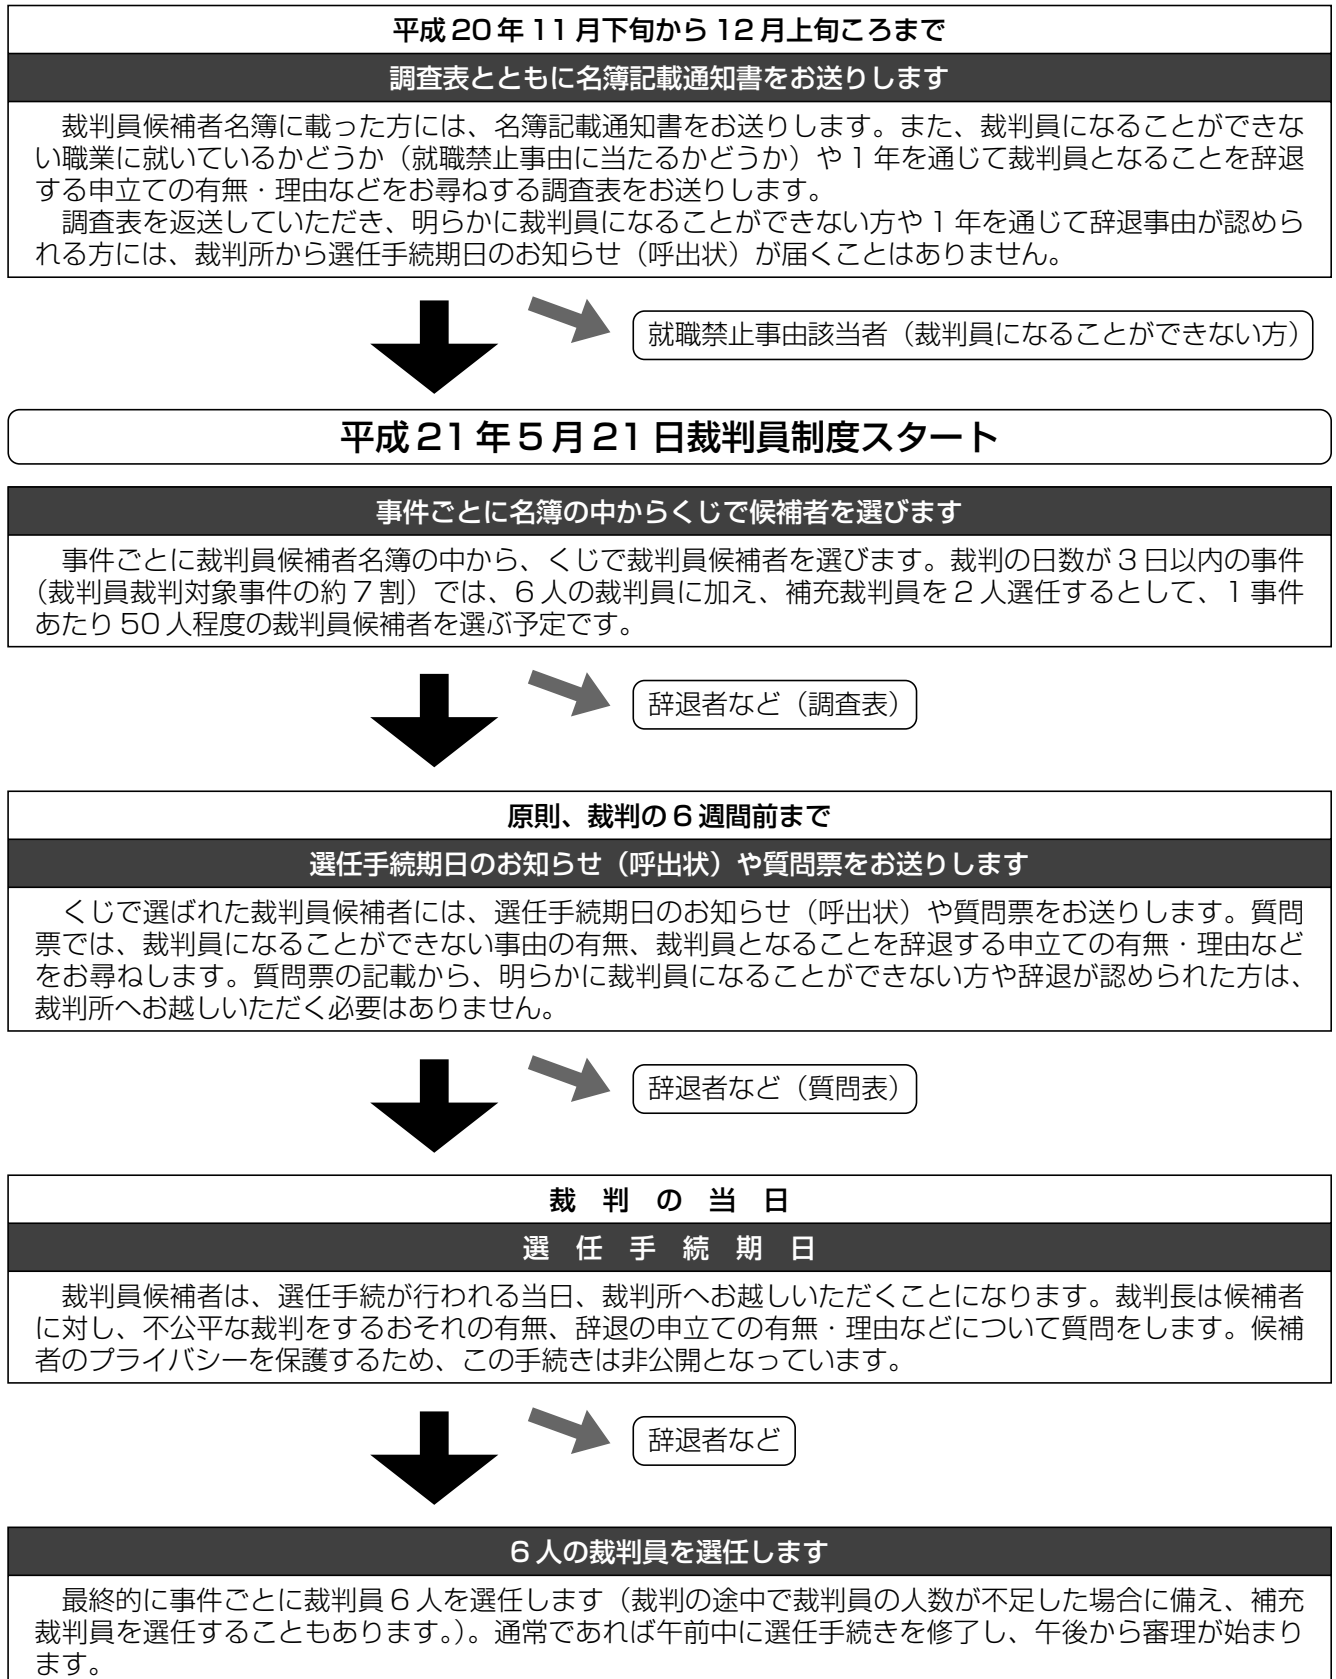 平成20年11月下旬から12月上旬ころまで
調査表とともに名簿記載通知書をお送りします
裁判員候補者名簿に載った方には、名簿記載通知書をお送りします。また、裁判員になることができな
い職業に就いているかどうか（就職禁止事由に当たるかどうか）や1年を通じて裁判員となることを辞退
する申立ての有無・理由などをお尋ねする調査表をお送りします。
調査表を返送していただき、明らかに裁判員になることができない方や1年を通じて辞退事由が認めら
れる方には、裁判所から選任手続期日のお知らせ（呼出状）が届くことはありません。
就職禁止事由該当者（裁判員になることができない方）
平成21年5月21日裁判員制度スタート
事件ごとに名簿の中からくじで候補者を選びます
事件ごとに裁判員候補者名簿の中から、くじで裁判員候補者を選びます。裁判の日数が3日以内の事件
（裁判員裁判対象事件の約7割）では、6人の裁判員に加え、補充裁判員を2人選任するとして、1事件
あたり50人程度の裁判員候補者を選ぶ予定です。
辞退者など（調査表）
原則、裁判の6週間前まで
選任手続期日のお知らせ（呼出状）や質問票をお送りします
くじで選ばれた裁判員候補者には、選任手続期日のお知らせ（呼出状）や質問票をお送りします。質問
票では、裁判員になることができない事由の有無、裁判員となることを辞退する申立ての有無・理由など
をお尋ねします。質問票の記載から、明らかに裁判員になることができない方や辞退が認められた方は、
裁判所へお越しいただく必要はありません。
辞退者など（質問表）
裁 判 の 当 日
選 任 手 続 期 日
裁判員候補者は、選任手続が行われる当日、裁判所へお越しいただくことになります。裁判長は候補者
に対し、不公平な裁判をするおそれの有無、辞退の申立ての有無・理由などについて質問をします。候補
者のプライバシーを保護するため、この手続きは非公開となっています。
辞退者など
6人の裁判員を選任します
最終的に事件ごとに裁判員6人を選任します（裁判の途中で裁判員の人数が不足した場合に備え、補充
裁判員を選任することもあります。）。通常であれば午前中に選任手続きを修了し、午後から審理が始まり
ます。